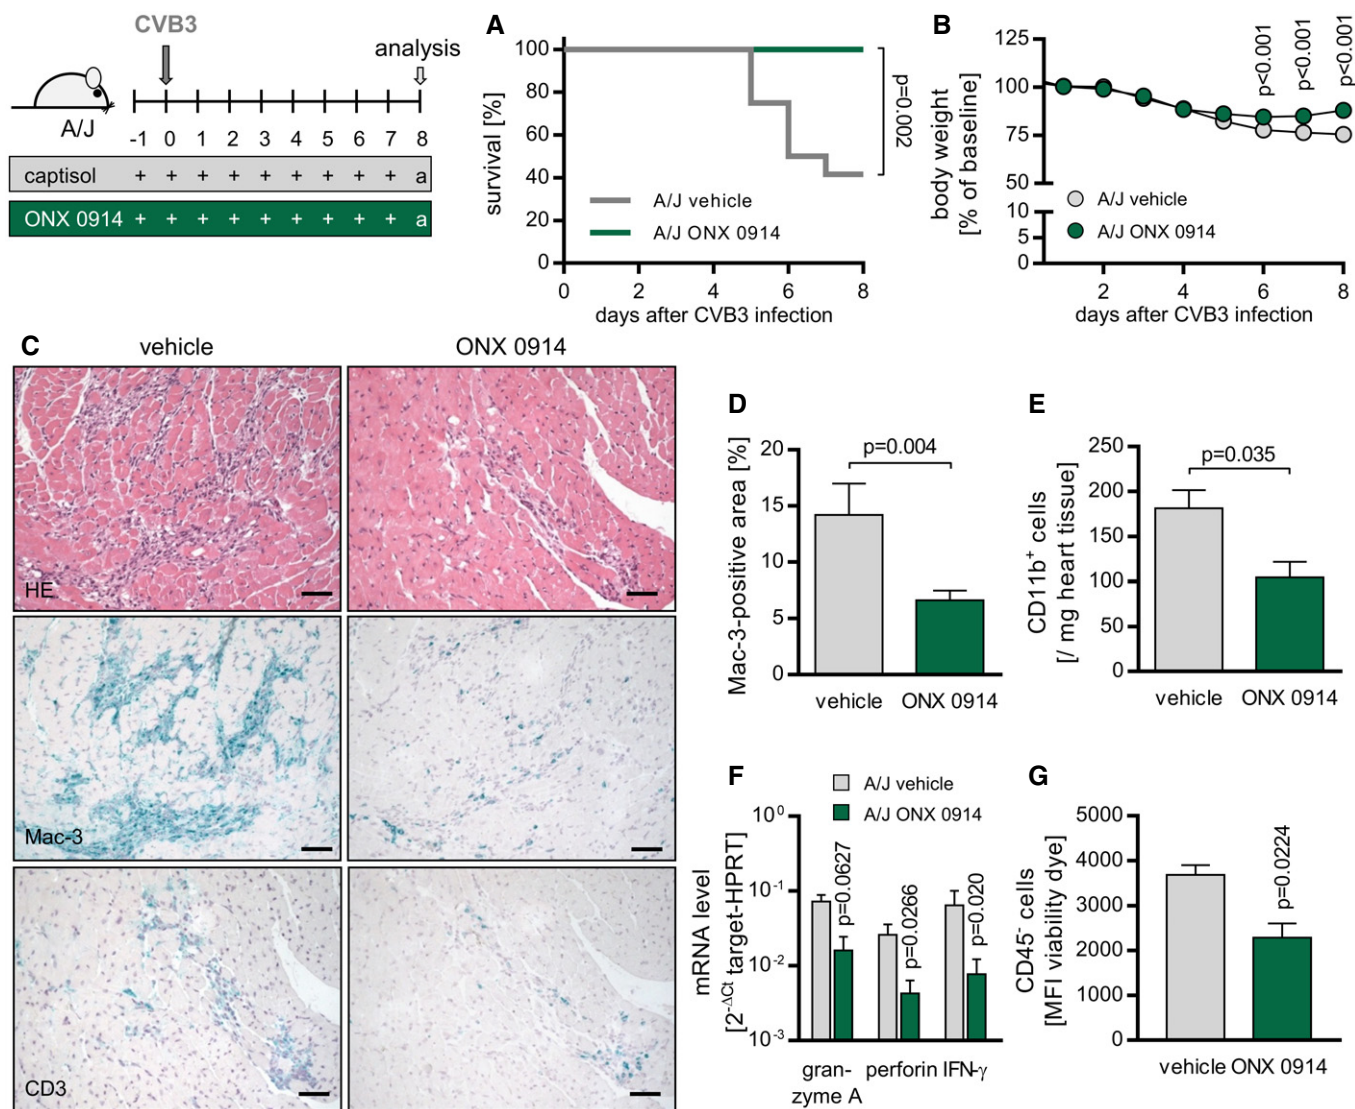 CVB3
analysis
A/J
-1 0 1 2 3 4 5 6 7 8
captisol + + + + + + + + + a
ONX 0914 + + + + + + + + + a
A
survival [%]
100
80
60
40
20
0
p=0.002
A/J vehicle
A/J ONX 0914
0 2 4 6 8
days after CVB3 infection
B
body weight
[% of baseline]
125
100
75
50
10
5
0
p<0.001
p<0.001
p<0.001
A/J vehicle
A/J ONX 0914
2 4 6 8
days after CVB3 infection
C
vehicle
ONX 0914
HE
Mac-3
CD3
D
Mac-3-positive area [%]
20
15
10
5
0
p=0.004
vehicle ONX 0914
E
CD11b⁺ cells
[/ mg heart tissue]
250
200
150
100
50
0
p=0.035
vehicle ONX 0914
F
A/J vehicle
A/J ONX 0914
mRNA level
[2^-ΔCt target-HPRT]
10⁰
10⁻¹
10⁻²
10⁻³
p=0.0627
p=0.0266
p=0.020
gran- perforin IFN-γ
zyme A
G
CD45⁻ cells
[MFI viability dye]
5000
4000
3000
2000
1000
0
p=0.0224
vehicle ONX 0914